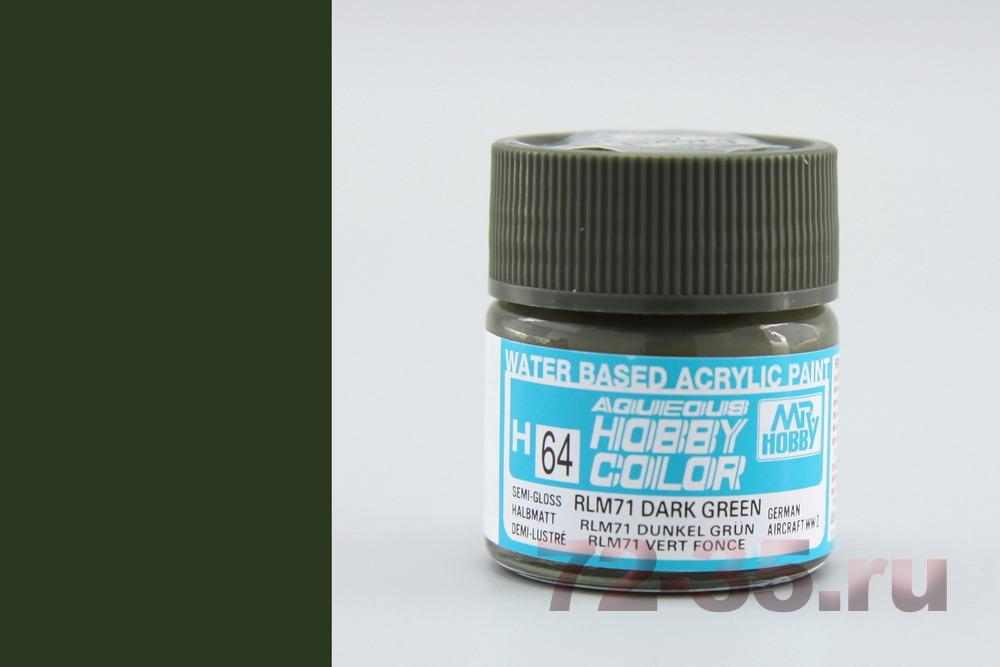 WATER BASED ACRYLIC PAINT
AQUEOUS
HOBBY
COLOR
H 64
MR
HOBBY
SEMI-GLOSS
HALBMATT
DEMI-LUSTRÉ
RLM71 DARK GREEN
RLM71 DUNKEL GRÜN
RLM71 VERT FONCE
GERMAN
AIRCRAFT WW II
72-35.ru